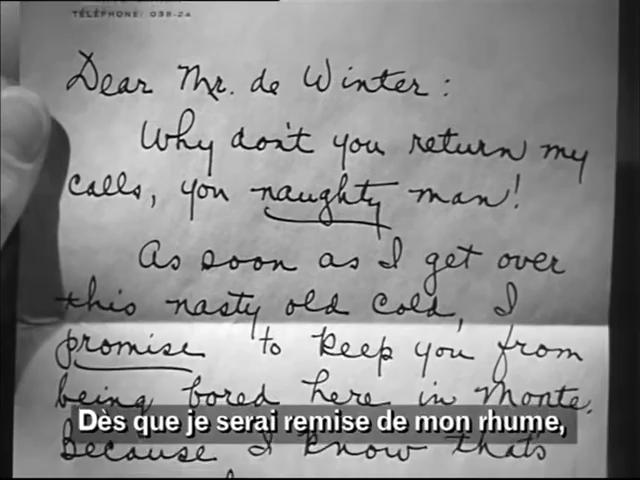 TÉLÉPHONE: 038-24
Dear Mr. de Winter:
Why don't you return my
calls, you naughty man!
As soon as I get over
this nasty old cold, I
promise to keep you from
being bored here in Monte.
Dès que je serai remise de mon rhume,
because I know that's